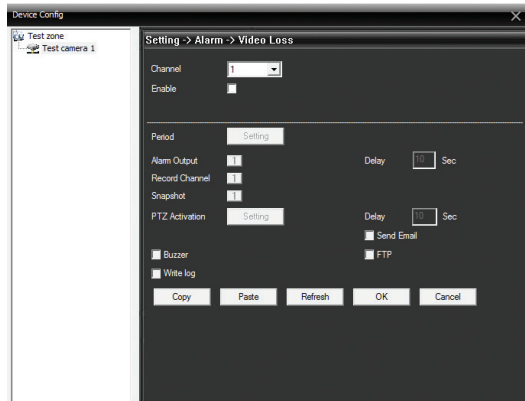 Device Config
Test zone
Test camera 1
Setting -> Alarm -> Video Loss
Channel 1
Enable
Period Setting
Alarm Output 1 Delay 10 Sec
Record Channel 1
Snapshot 1
PTZ Activation Setting Delay 10 Sec
Send Email
Buzzer FTP
Write log
Copy Paste Refresh OK Cancel